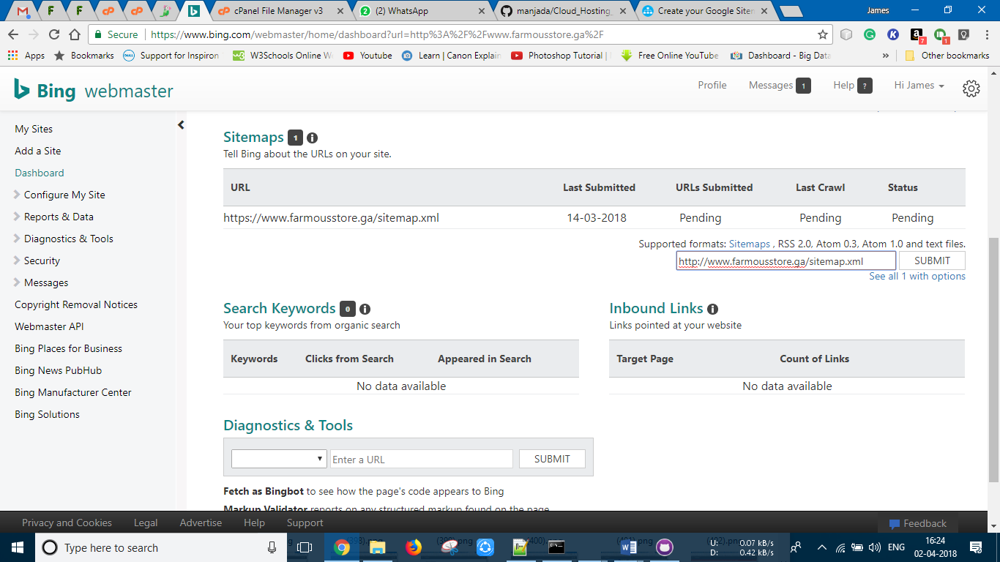 cPanel File Manager v3
(2) WhatsApp
manjada/Cloud_Hosting_
Create your Google Siten
James
Secure
https://www.bing.com/webmaster/home/dashboard?url=http%3A%2F%2Fwww.farmousstore.ga%2F
7
1
Apps
Bookmarks
Support for Inspiron
W3Schools Online W
Youtube
Learn | Canon Explain
Photoshop Tutorial |
Free Online YouTube
Dashboard - Big Data
»
Other bookmarks
Bing webmaster
Profile
Messages 1
Help ?
Hi James
My Sites
Add a Site
Dashboard
Configure My Site
Reports & Data
Diagnostics & Tools
Security
Messages
Copyright Removal Notices
Webmaster API
Bing Places for Business
Bing News PubHub
Bing Manufacturer Center
Bing Solutions
Sitemaps 1
Tell Bing about the URLs on your site.
URL Last Submitted URLs Submitted Last Crawl Status
https://www.farmousstore.ga/sitemap.xml 14-03-2018 Pending Pending Pending
Supported formats: Sitemaps , RSS 2.0, Atom 0.3, Atom 1.0 and text files.
http://www.farmousstore.ga/sitemap.xml SUBMIT
See all 1 with options
Search Keywords 0
Your top keywords from organic search
Keywords Clicks from Search Appeared in Search
No data available
Inbound Links
Links pointed at your website
Target Page Count of Links
No data available
Diagnostics & Tools
Enter a URL SUBMIT
Fetch as Bingbot to see how the page's code appears to Bing
Markup Validator reports on any structured markup found on the page
Privacy and Cookies Legal Advertise Help Support
Feedback
Type here to search
U: 0.07 kB/s
D: 0.42 kB/s
ENG
16:24
02-04-2018